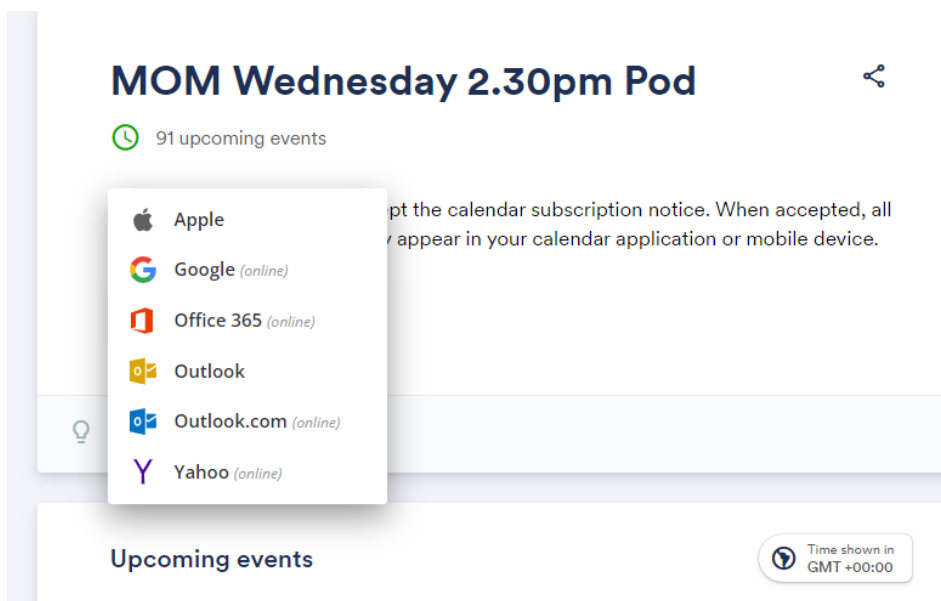 MOM Wednesday 2.30pm Pod
91 upcoming events
the calendar subscription notice. When accepted, all
appear in your calendar application or mobile device.
Apple
Google (online)
Office 365 (online)
Outlook
Outlook.com (online)
Yahoo (online)
Upcoming events
Time shown in
GMT +00:00